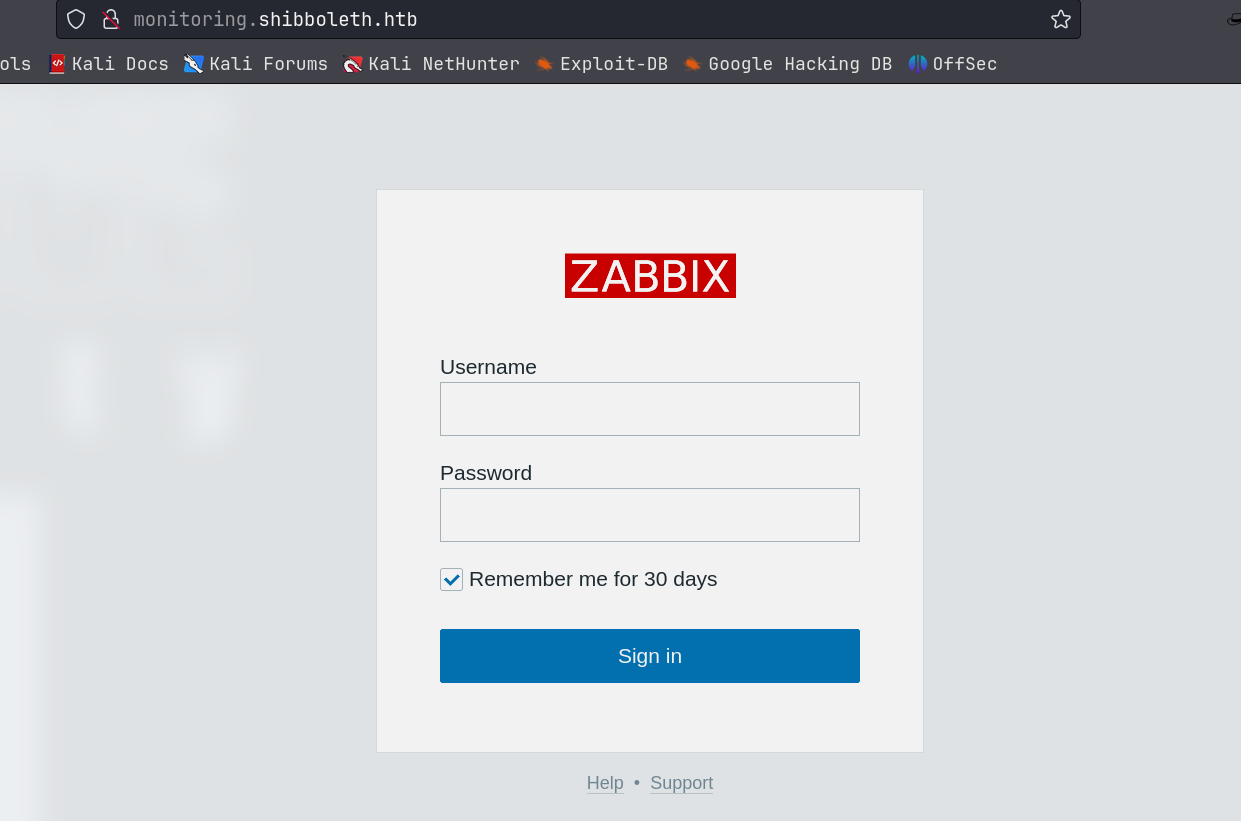 monitoring.shibboleth.htb
ols Kali Docs Kali Forums Kali NetHunter Exploit-DB Google Hacking DB OffSec
ZABBIX
Username
Password
Remember me for 30 days
Sign in
Help • Support